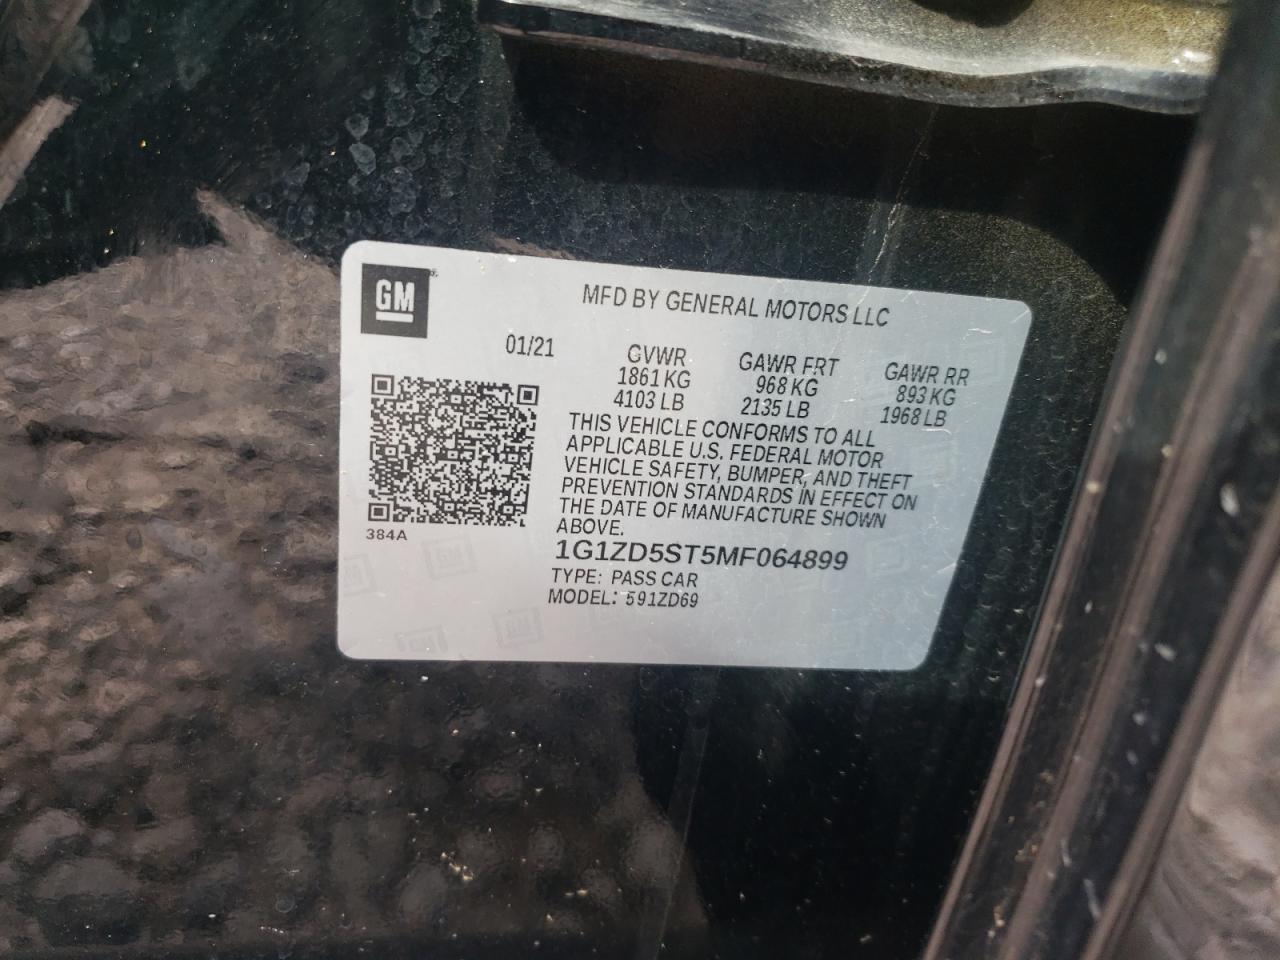 GM
MFD BY GENERAL MOTORS LLC
01/21
GVWR GAWR FRT GAWR RR
1861 KG 968 KG 893 KG
4103 LB 2135 LB 1968 LB
THIS VEHICLE CONFORMS TO ALL
APPLICABLE U.S. FEDERAL MOTOR
VEHICLE SAFETY, BUMPER, AND THEFT
PREVENTION STANDARDS IN EFFECT ON
THE DATE OF MANUFACTURE SHOWN
ABOVE.
384A
1G1ZD5ST5MF064899
TYPE: PASS CAR
MODEL: 591ZD69